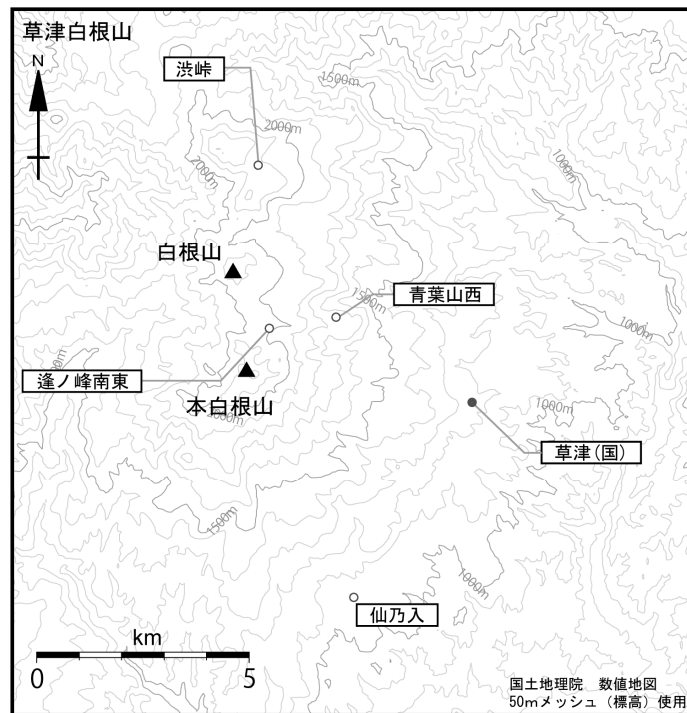 草津白根山
N
渋峠
1500m
2000m
2000m
1000m
白根山
青葉山西
1500m
1000m
逢ノ峰南東
本白根山
2000m
1000m
草津(国)
1500m
1000m
仙乃入
km
0 5
国土地理院 数値地図
50mメッシュ(標高)使用